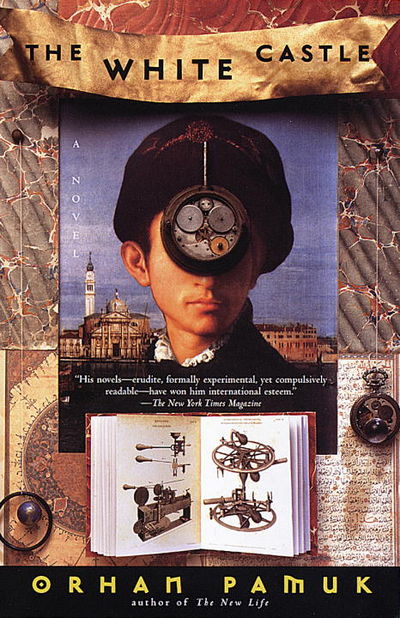 THE WHITE CASTLE
A NOVEL
"His novels—erudite, formally experimental, yet compulsively
readable—have won him international esteem."
—The New York Times Magazine
ORHAN PAMUK
author of The New Life